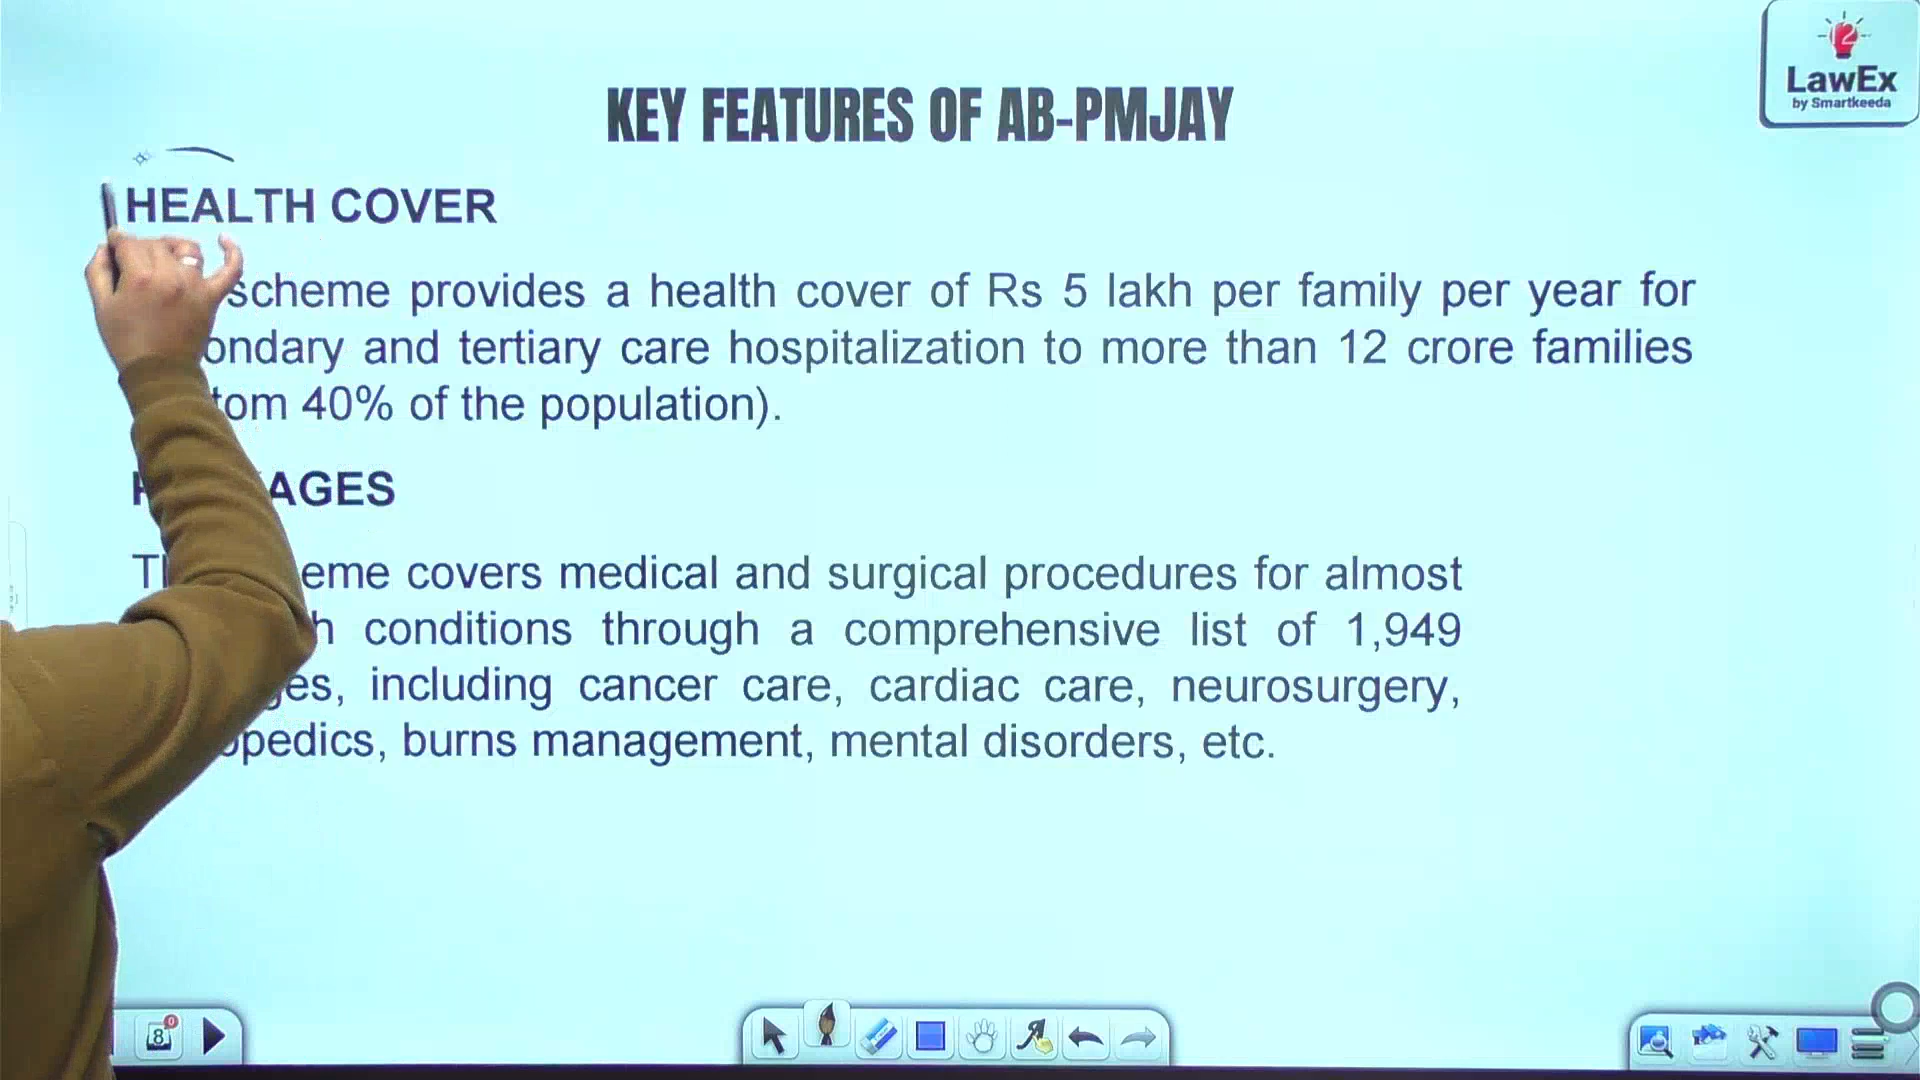 LawEx
by Smartkeeda
KEY FEATURES OF AB-PMJAY
HEALTH COVER
scheme provides a health cover of Rs 5 lakh per family per year for
ondary and tertiary care hospitalization to more than 12 crore families
tom 40% of the population).
AGES
eme covers medical and surgical procedures for almost
h conditions through a comprehensive list of 1,949
es, including cancer care, cardiac care, neurosurgery,
opedics, burns management, mental disorders, etc.
8
0